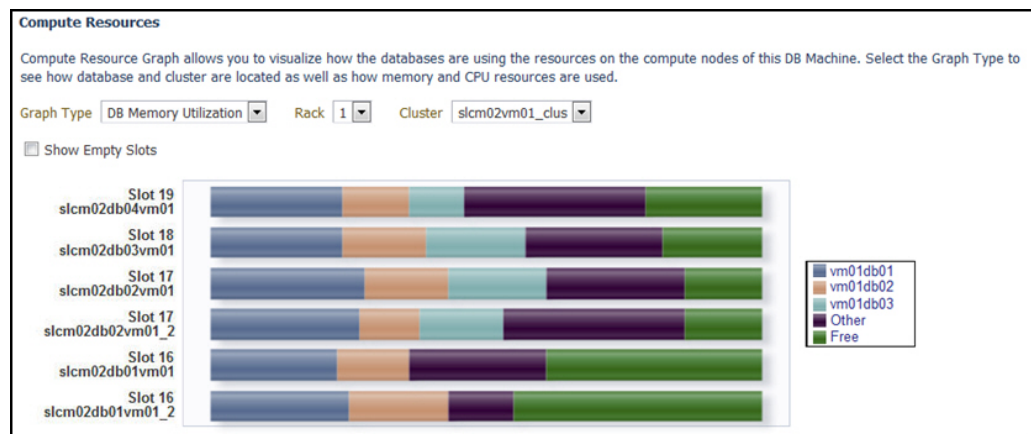 Compute Resources
Compute Resource Graph allows you to visualize how the databases are using the resources on the compute nodes of this DB Machine. Select the Graph Type to
see how database and cluster are located as well as how memory and CPU resources are used.
Graph Type DB Memory Utilization Rack 1 Cluster slcm02vm01_clus
Show Empty Slots
Slot 19
slcm02db04vm01
Slot 18
slcm02db03vm01
Slot 17
slcm02db02vm01
Slot 17
slcm02db02vm01_2
Slot 16
slcm02db01vm01
Slot 16
slcm02db01vm01_2
vm01db01
vm01db02
vm01db03
Other
Free